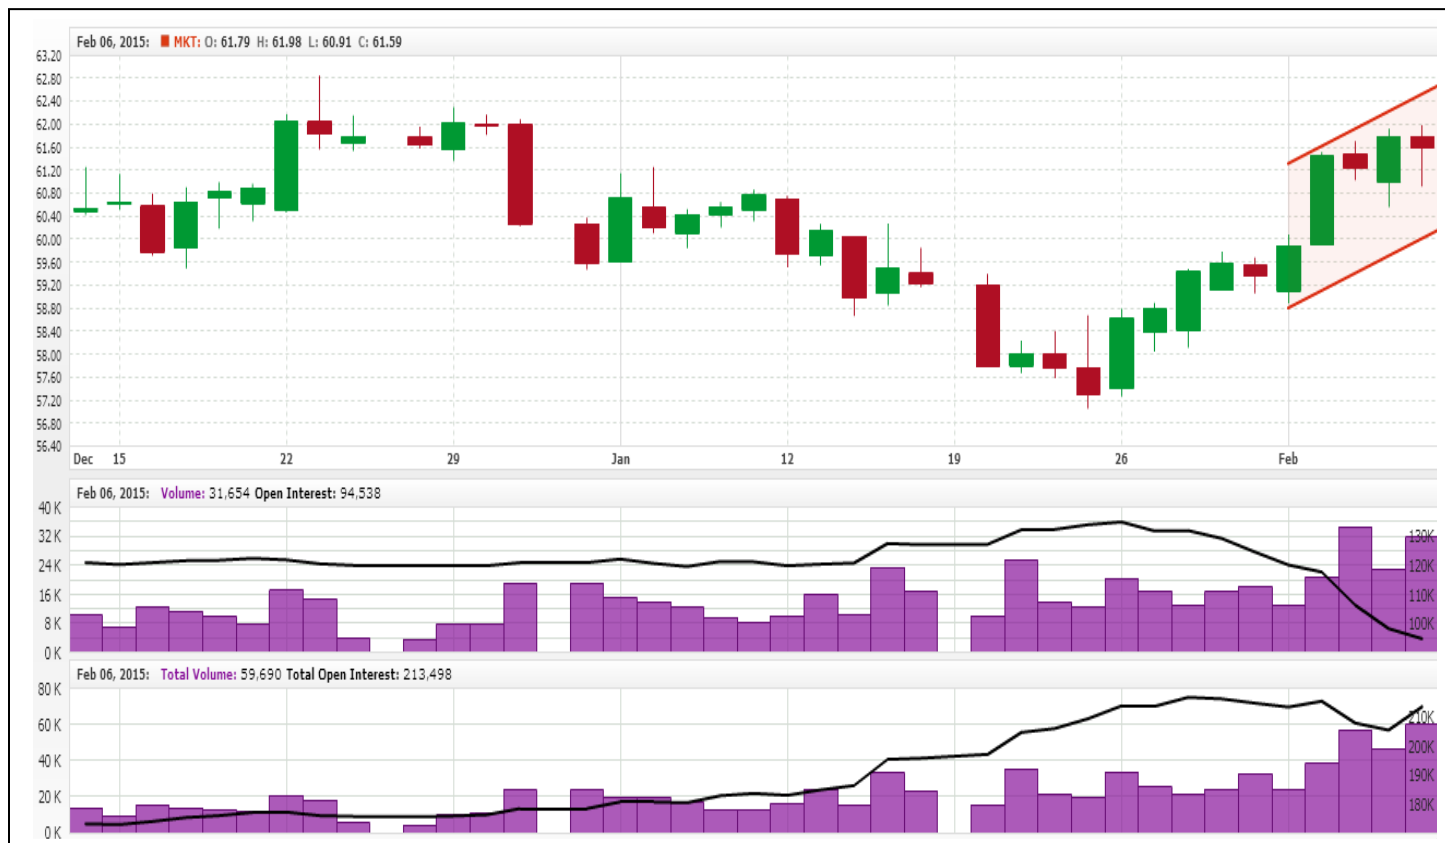 Feb 06, 2015: MKT: O: 61.79 H: 61.98 L: 60.91 C: 61.59
63.20
62.80
62.40
62.00
61.60
61.20
60.80
60.40
60.00
59.60
59.20
58.80
58.40
58.00
57.60
57.20
56.80
56.40
Dec 15 22 29 Jan 12 19 26 Feb
Feb 06, 2015: Volume: 31,654 Open Interest: 94,538
40 K
32 K 130K
24 K 120K
16 K 110K
8 K 100K
0 K
Feb 06, 2015: Total Volume: 59,690 Total Open Interest: 213,498
80 K
60 K 210K
40 K 200K
190K
20 K 180K
0 K